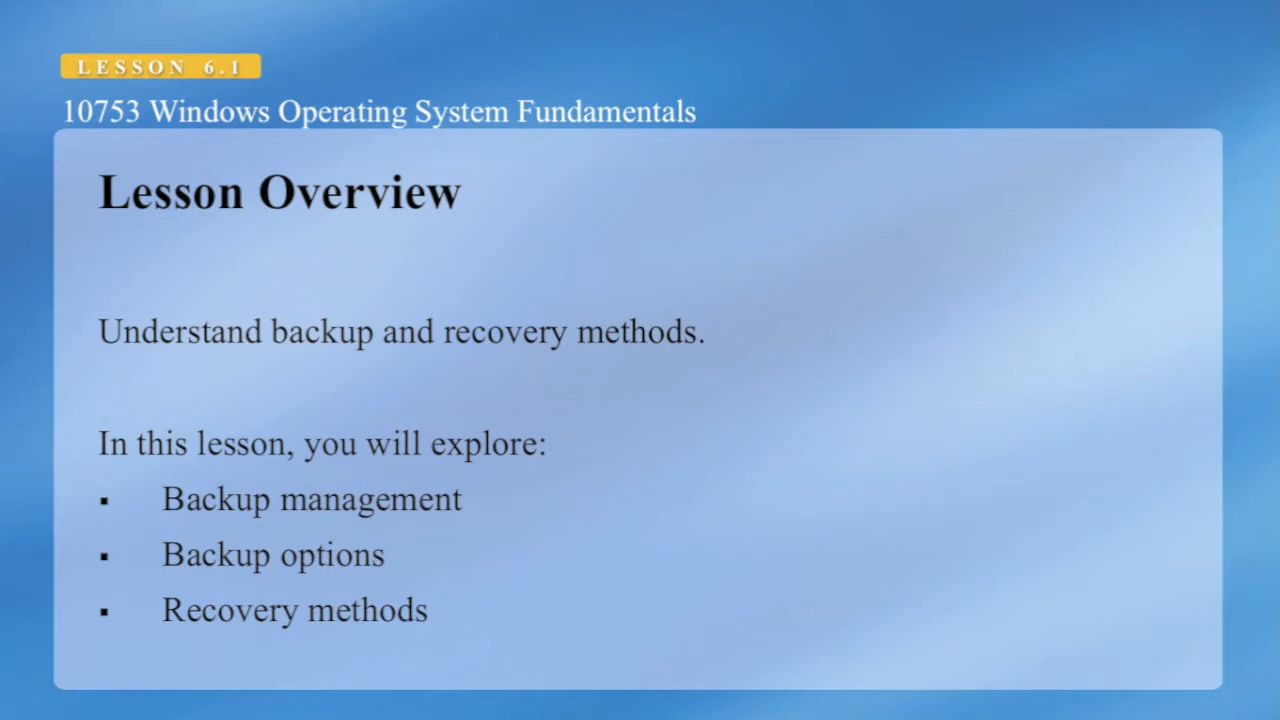 LESSON 6.1
10753 Windows Operating System Fundamentals
Lesson Overview
Understand backup and recovery methods.
In this lesson, you will explore:
▪ Backup management
▪ Backup options
▪ Recovery methods